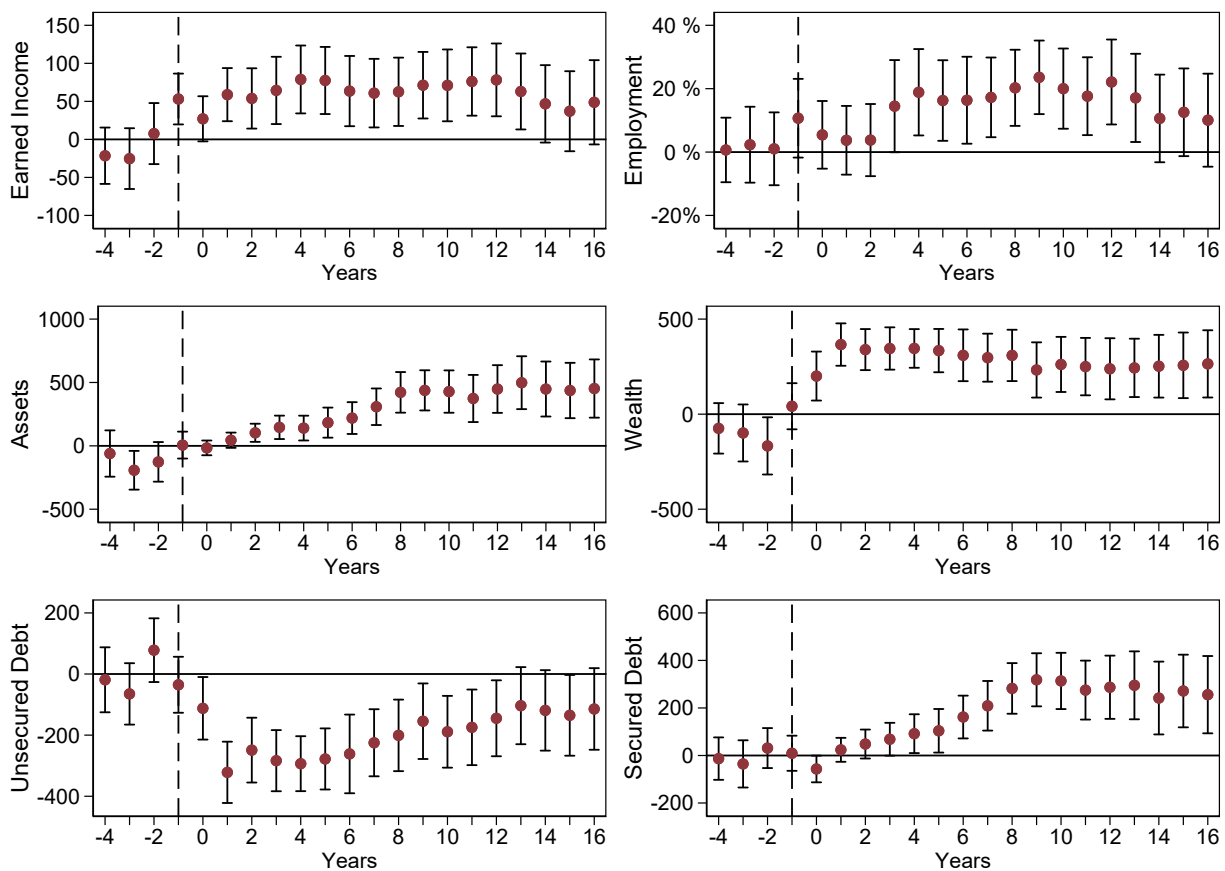 Earned Income
150
100
50
0
-50
-100
-4 -2 0 2 4 6 8 10 12 14 16
Years
Employment
40 %
20 %
0 %
-20%
-4 -2 0 2 4 6 8 10 12 14 16
Years
Assets
1000
500
0
-500
-4 -2 0 2 4 6 8 10 12 14 16
Years
Wealth
500
0
-500
-4 -2 0 2 4 6 8 10 12 14 16
Years
Unsecured Debt
200
0
-200
-400
-4 -2 0 2 4 6 8 10 12 14 16
Years
Secured Debt
600
400
200
0
-200
-4 -2 0 2 4 6 8 10 12 14 16
Years